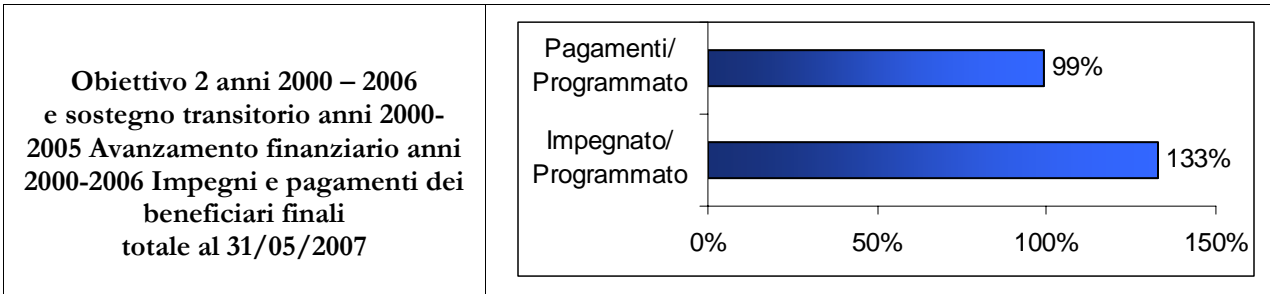 Obiettivo 2 anni 2000 – 2006
e sostegno transitorio anni 2000-
2005 Avanzamento finanziario anni
2000-2006 Impegni e pagamenti dei
beneficiari finali
totale al 31/05/2007
Pagamenti/
Programmato
99%
Impegnato/
Programmato
133%
0% 50% 100% 150%